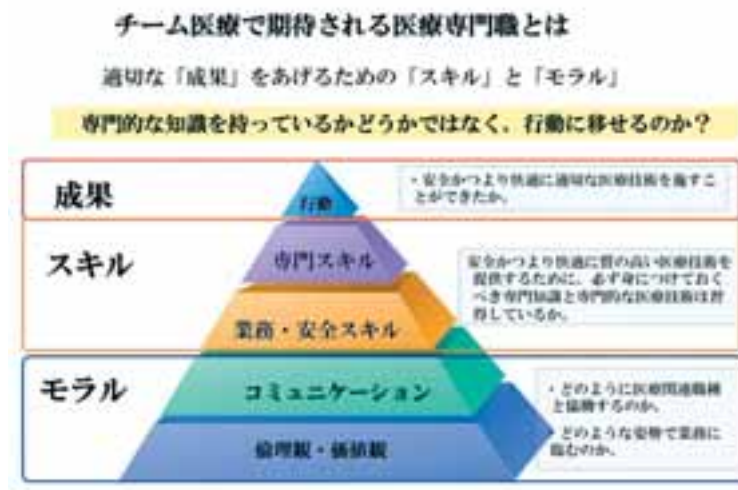 チーム医療で期待される医療専門職とは
適切な「成果」をあげるための「スキル」と「モラル」
専門的な知識を持っているかどうかではなく、行動に移せるのか？
成果
行動
・安全かつより快適に適切な医療技術を施すこ
とができたか。
スキル
専門スキル
業務・安全スキル
安全かつより快適に質の高い医療技術を
提供するために、必ず身につけておく
べき専門知識と専門的な医療技術は習
得しているか。
モラル
コミュニケーション
倫理観・価値観
・どのように医療関連職種
と協働するのか。
・どのような姿勢で業務に
臨むのか。